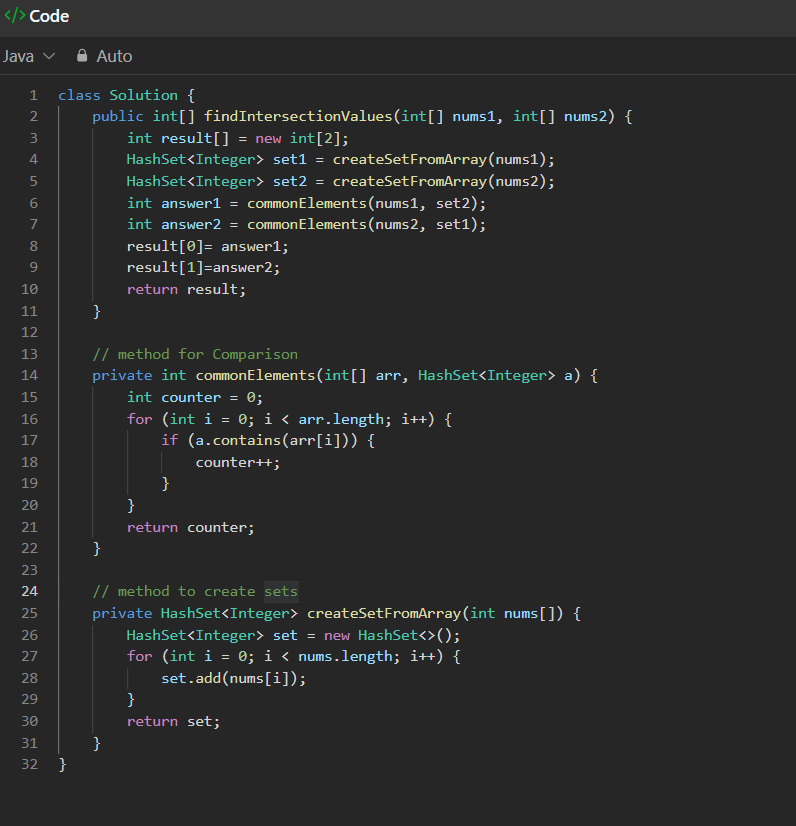 </> Code
Java Auto
1 class Solution {
2     public int[] findIntersectionValues(int[] nums1, int[] nums2) {
3         int result[] = new int[2];
4         HashSet<Integer> set1 = createSetFromArray(nums1);
5         HashSet<Integer> set2 = createSetFromArray(nums2);
6         int answer1 = commonElements(nums1, set2);
7         int answer2 = commonElements(nums2, set1);
8         result[0]= answer1;
9         result[1]=answer2;
10         return result;
11     }
12
13     // method for Comparison
14     private int commonElements(int[] arr, HashSet<Integer> a) {
15         int counter = 0;
16         for (int i = 0; i < arr.length; i++) {
17             if (a.contains(arr[i])) {
18                 counter++;
19             }
20         }
21         return counter;
22     }
23
24     // method to create sets
25     private HashSet<Integer> createSetFromArray(int nums[]) {
26         HashSet<Integer> set = new HashSet<>();
27         for (int i = 0; i < nums.length; i++) {
28             set.add(nums[i]);
29         }
30         return set;
31     }
32 }